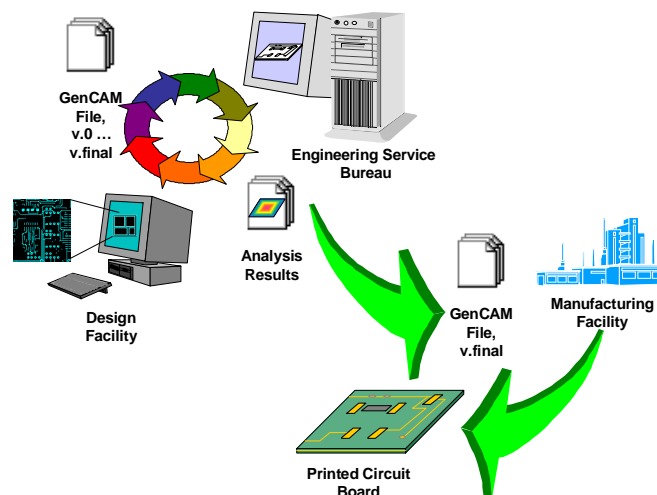 GenCAM
File,
v.0 ...
v.final
Engineering Service
Bureau
Analysis
Results
Design
Facility
GenCAM
File,
v.final
Manufacturing
Facility
Printed Circuit
Board